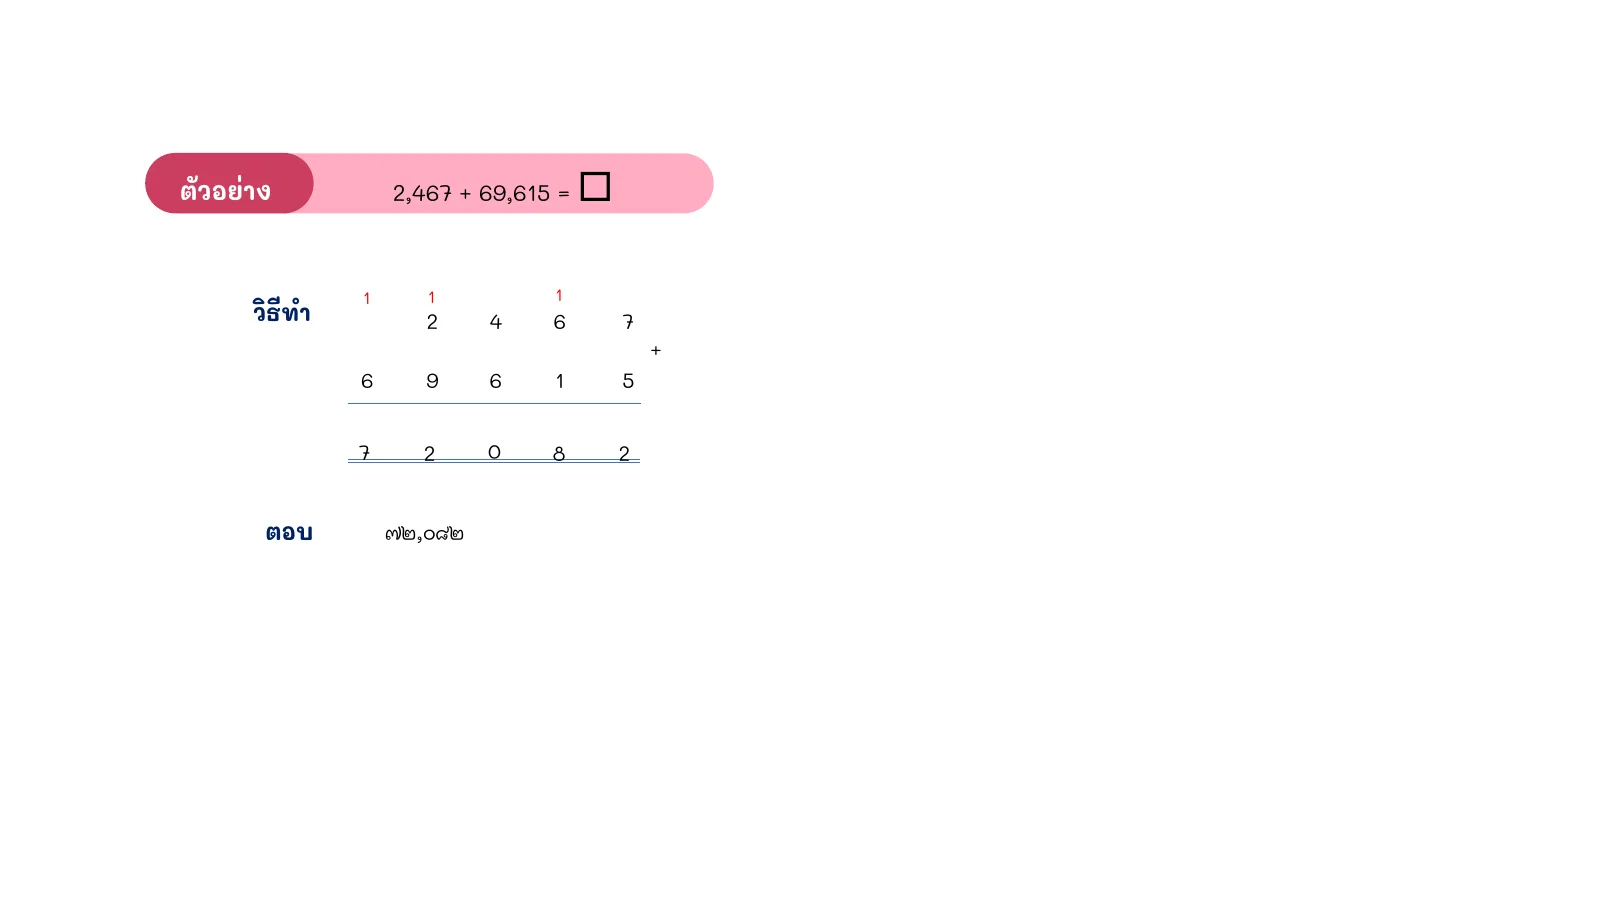 ตัวอย่าง 2,467 + 69,615 = □
1 1 1
วิธีทำ 2 4 6 7
+
6 9 6 1 5
7 2 0 8 2
ตอบ ๗๒,๐๘๒